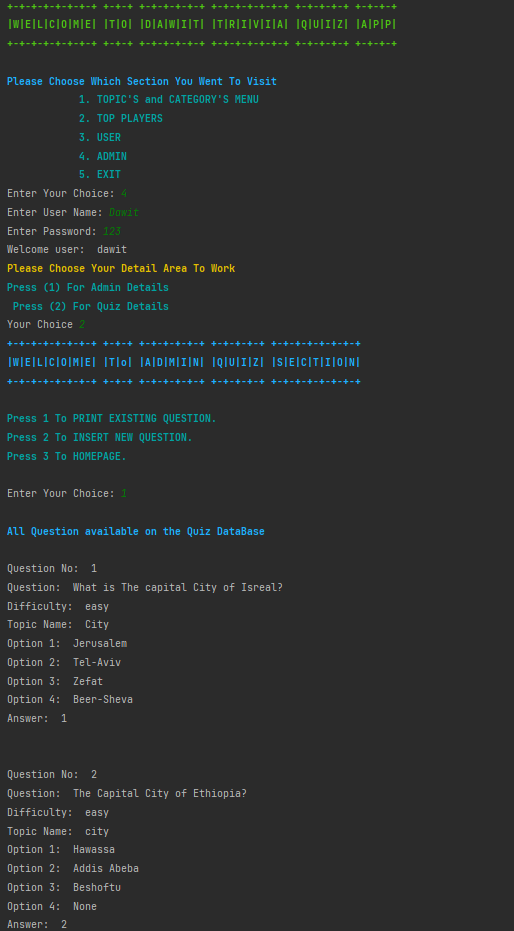 +-+-+-+-+-+-+-+ +-+-+ +-+-+-+-+-+ +-+-+-+-+-+-+ +-+-+-+-+ +-+-+-+
|W|E|L|C|O|M|E| |T|O| |D|A|W|I|T| |T|R|I|V|I|A| |Q|U|I|Z| |A|P|P|
+-+-+-+-+-+-+-+ +-+-+ +-+-+-+-+-+ +-+-+-+-+-+-+ +-+-+-+-+ +-+-+-+
Please Choose Which Section You Went To Visit
1. TOPIC'S and CATEGORY'S MENU
2. TOP PLAYERS
3. USER
4. ADMIN
5. EXIT
Enter Your Choice: 4
Enter User Name: Dawit
Enter Password: 123
Welcome user:  dawit
Please Choose Your Detail Area To Work
Press (1) For Admin Details
Press (2) For Quiz Details
Your Choice 2
+-+-+-+-+-+-+-+ +-+-+ +-+-+-+-+-+ +-+-+-+-+ +-+-+-+-+-+-+-+
|W|E|L|C|O|M|E| |T|o| |A|D|M|I|N| |Q|U|I|Z| |S|E|C|T|I|O|N|
+-+-+-+-+-+-+-+ +-+-+ +-+-+-+-+-+ +-+-+-+-+ +-+-+-+-+-+-+-+
Press 1 To PRINT EXISTING QUESTION.
Press 2 To INSERT NEW QUESTION.
Press 3 To HOMEPAGE.
Enter Your Choice: 1
All Question available on the Quiz DataBase
Question No:  1
Question:  What is The capital City of Isreal?
Difficulty:  easy
Topic Name:  City
Option 1:  Jerusalem
Option 2:  Tel-Aviv
Option 3:  Zefat
Option 4:  Beer-Sheva
Answer:  1
Question No:  2
Question:  The Capital City of Ethiopia?
Difficulty:  easy
Topic Name:  city
Option 1:  Hawassa
Option 2:  Addis Abeba
Option 3:  Beshoftu
Option 4:  None
Answer:  2